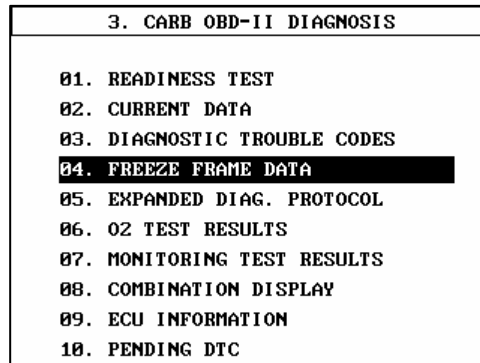 3. CARB OBD-II DIAGNOSIS
01. READINESS TEST
02. CURRENT DATA
03. DIAGNOSTIC TROUBLE CODES
04. FREEZE FRAME DATA
05. EXPANDED DIAG. PROTOCOL
06. O2 TEST RESULTS
07. MONITORING TEST RESULTS
08. COMBINATION DISPLAY
09. ECU INFORMATION
10. PENDING DTC